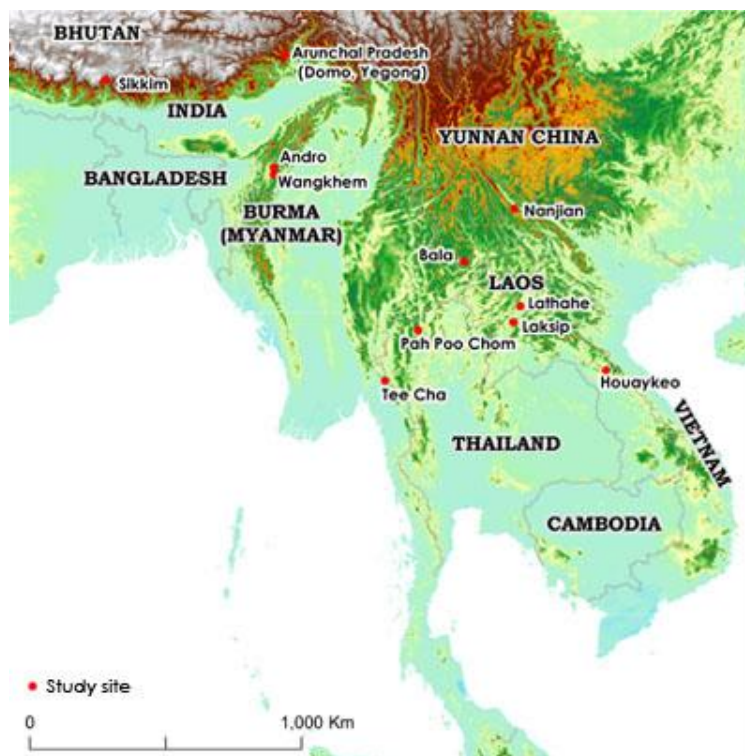 BHUTAN
Arunchal Pradesh
(Domo, Yegong)
Sikkim
INDIA
YUNNAN CHINA
Andro
BANGLADESH
Wangkhem
BURMA
(MYANMAR)
Nanjian
Bala
LAOS
Lathahe
Laksip
Pah Poo Chom
Houaykeo
Tee Cha
VIETNAM
THAILAND
CAMBODIA
Study site
0
1,000 Km